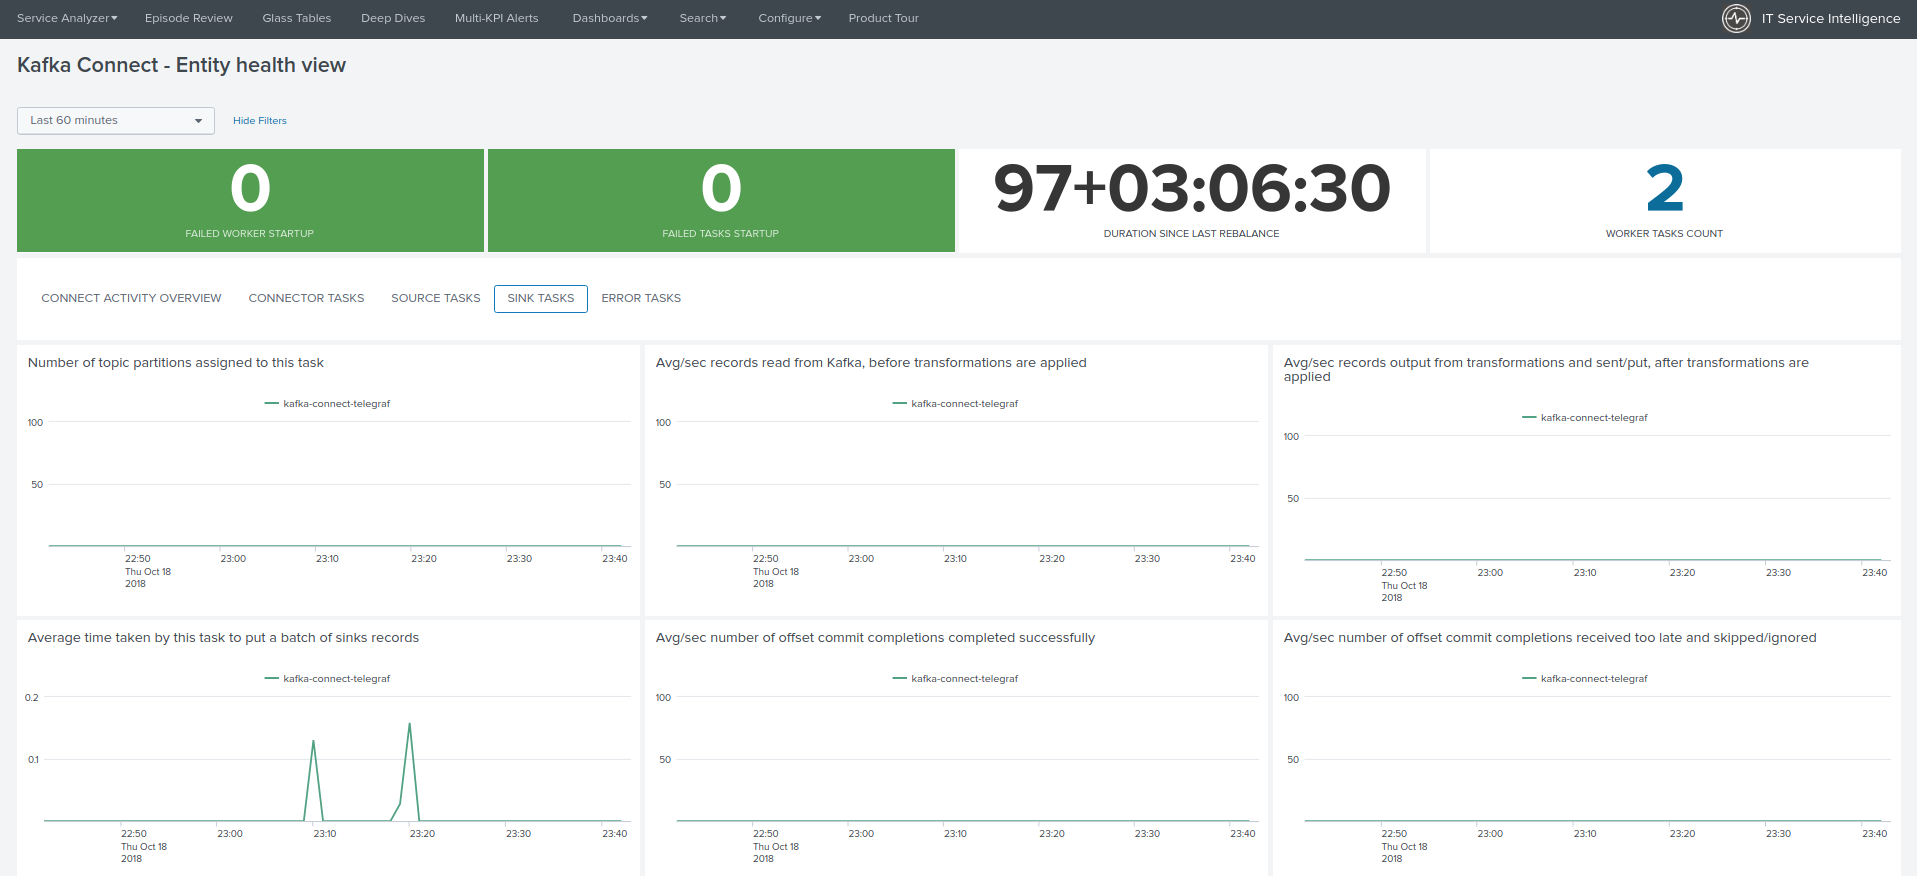 Service Analyzer Episode Review Glass Tables Deep Dives Multi-KPI Alerts Dashboards Search Configure Product Tour IT Service Intelligence
Kafka Connect - Entity health view
Last 60 minutes Hide Filters
0
FAILED WORKER STARTUP
0
FAILED TASKS STARTUP
97+03:06:30
DURATION SINCE LAST REBALANCE
2
WORKER TASKS COUNT
CONNECT ACTIVITY OVERVIEW CONNECTOR TASKS SOURCE TASKS SINK TASKS ERROR TASKS
Number of topic partitions assigned to this task
kafka-connect-telegraf
100
50
22:50 23:00 23:10 23:20 23:30 23:40
Thu Oct 18
2018
Avg/sec records read from Kafka, before transformations are applied
kafka-connect-telegraf
100
50
22:50 23:00 23:10 23:20 23:30 23:40
Thu Oct 18
2018
Avg/sec records output from transformations and sent/put, after transformations are
applied
kafka-connect-telegraf
100
50
22:50 23:00 23:10 23:20 23:30 23:40
Thu Oct 18
2018
Average time taken by this task to put a batch of sinks records
kafka-connect-telegraf
0.2
0.1
22:50 23:00 23:10 23:20 23:30 23:40
Thu Oct 18
2018
Avg/sec number of offset commit completions completed successfully
kafka-connect-telegraf
100
50
22:50 23:00 23:10 23:20 23:30 23:40
Thu Oct 18
2018
Avg/sec number of offset commit completions received too late and skipped/ignored
kafka-connect-telegraf
100
50
22:50 23:00 23:10 23:20 23:30 23:40
Thu Oct 18
2018